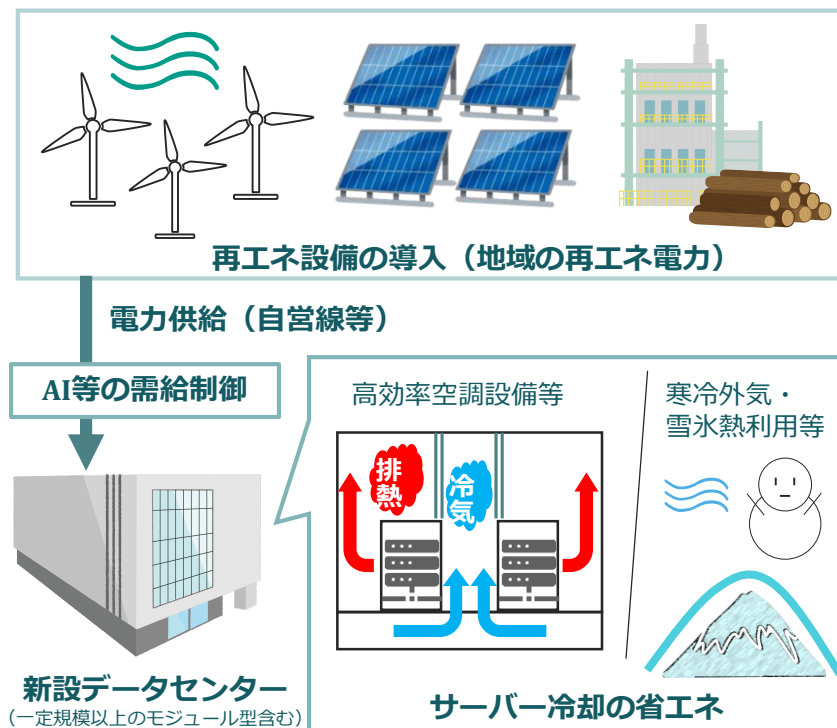 再エネ設備の導入（地域の再エネ電力）
電力供給（自営線等）
AI等の需給制御
高効率空調設備等
寒冷外気・
雪氷熱利用等
排熱
冷気
新設データセンター
（一定規模以上のモジュール型含む）
サーバー冷却の省エネ